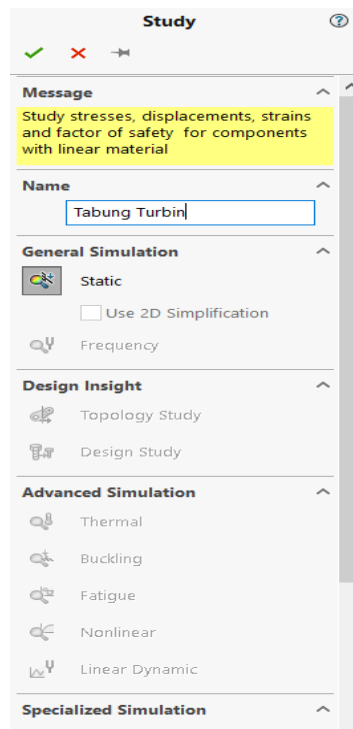 Study
Message
Study stresses, displacements, strains
and factor of safety for components
with linear material
Name
Tabung Turbin
General Simulation
Static
Use 2D Simplification
Frequency
Design Insight
Topology Study
Design Study
Advanced Simulation
Thermal
Buckling
Fatigue
Nonlinear
Linear Dynamic
Specialized Simulation